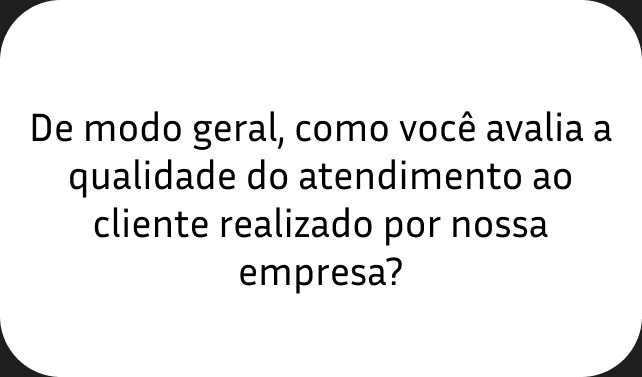 De modo geral, como você avalia a
qualidade do atendimento ao
cliente realizado por nossa
empresa?